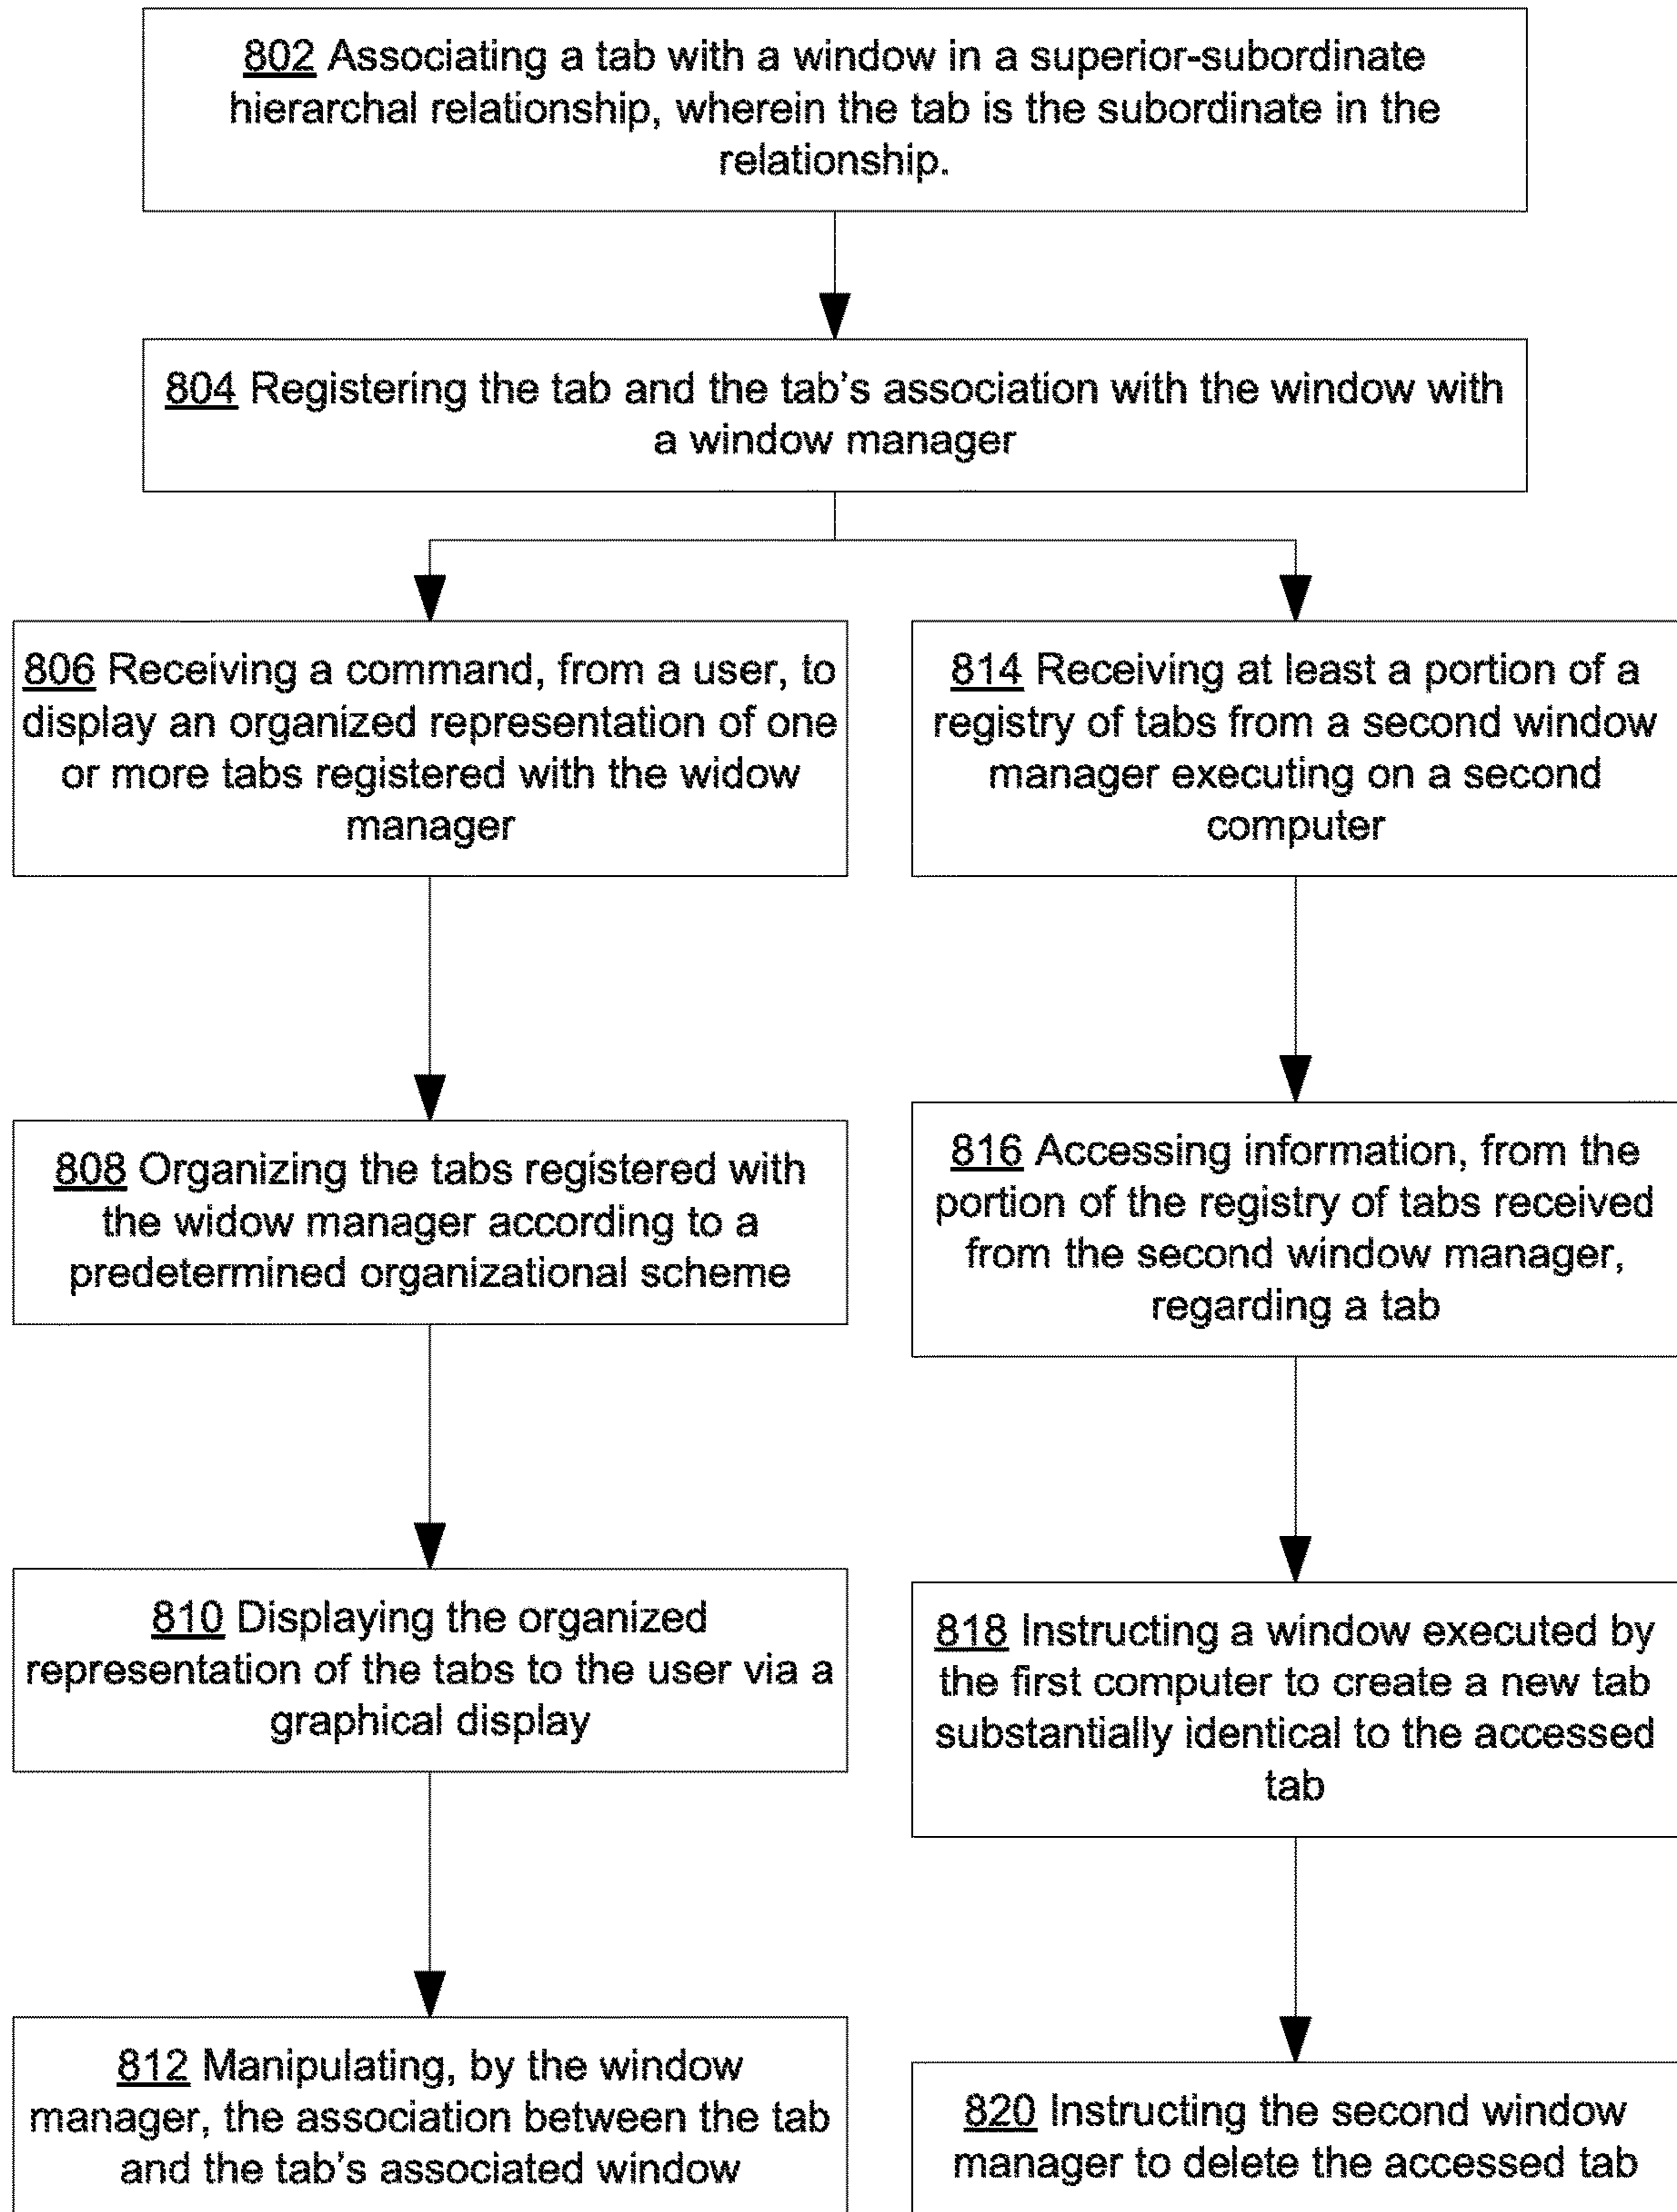 802 Associating a tab with a window in a superior-subordinate
hierarchal relationship, wherein the tab is the subordinate in the
relationship.
804 Registering the tab and the tab's association with the window with
a window manager
806 Receiving a command, from a user, to
display an organized representation of one
or more tabs registered with the widow
manager
808 Organizing the tabs registered with
the widow manager according to a
predetermined organizational scheme
810 Displaying the organized
representation of the tabs to the user via a
graphical display
812 Manipulating, by the window
manager, the association between the tab
and the tab's associated window
814 Receiving at least a portion of a
registry of tabs from a second window
manager executing on a second
computer
816 Accessing information, from the
portion of the registry of tabs received
from the second window manager,
regarding a tab
818 Instructing a window executed by
the first computer to create a new tab
substantially identical to the accessed
tab
820 Instructing the second window
manager to delete the accessed tab